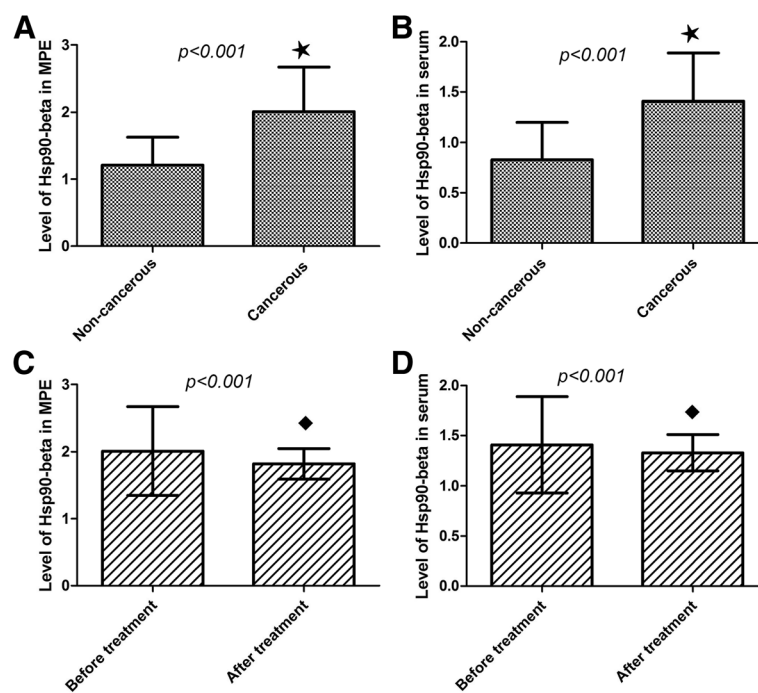 A
Level of Hsp90-beta in MPE
3
2
1
0
p<0.001
Non-cancerous
Cancerous
B
Level of Hsp90-beta in serum
2.0
1.5
1.0
0.5
0.0
p<0.001
Non-cancerous
Cancerous
C
Level of Hsp90-beta in MPE
3
2
1
0
p<0.001
Before treatment
After treatment
D
Level of Hsp90-beta in serum
2.0
1.5
1.0
0.5
0.0
p<0.001
Before treatment
After treatment